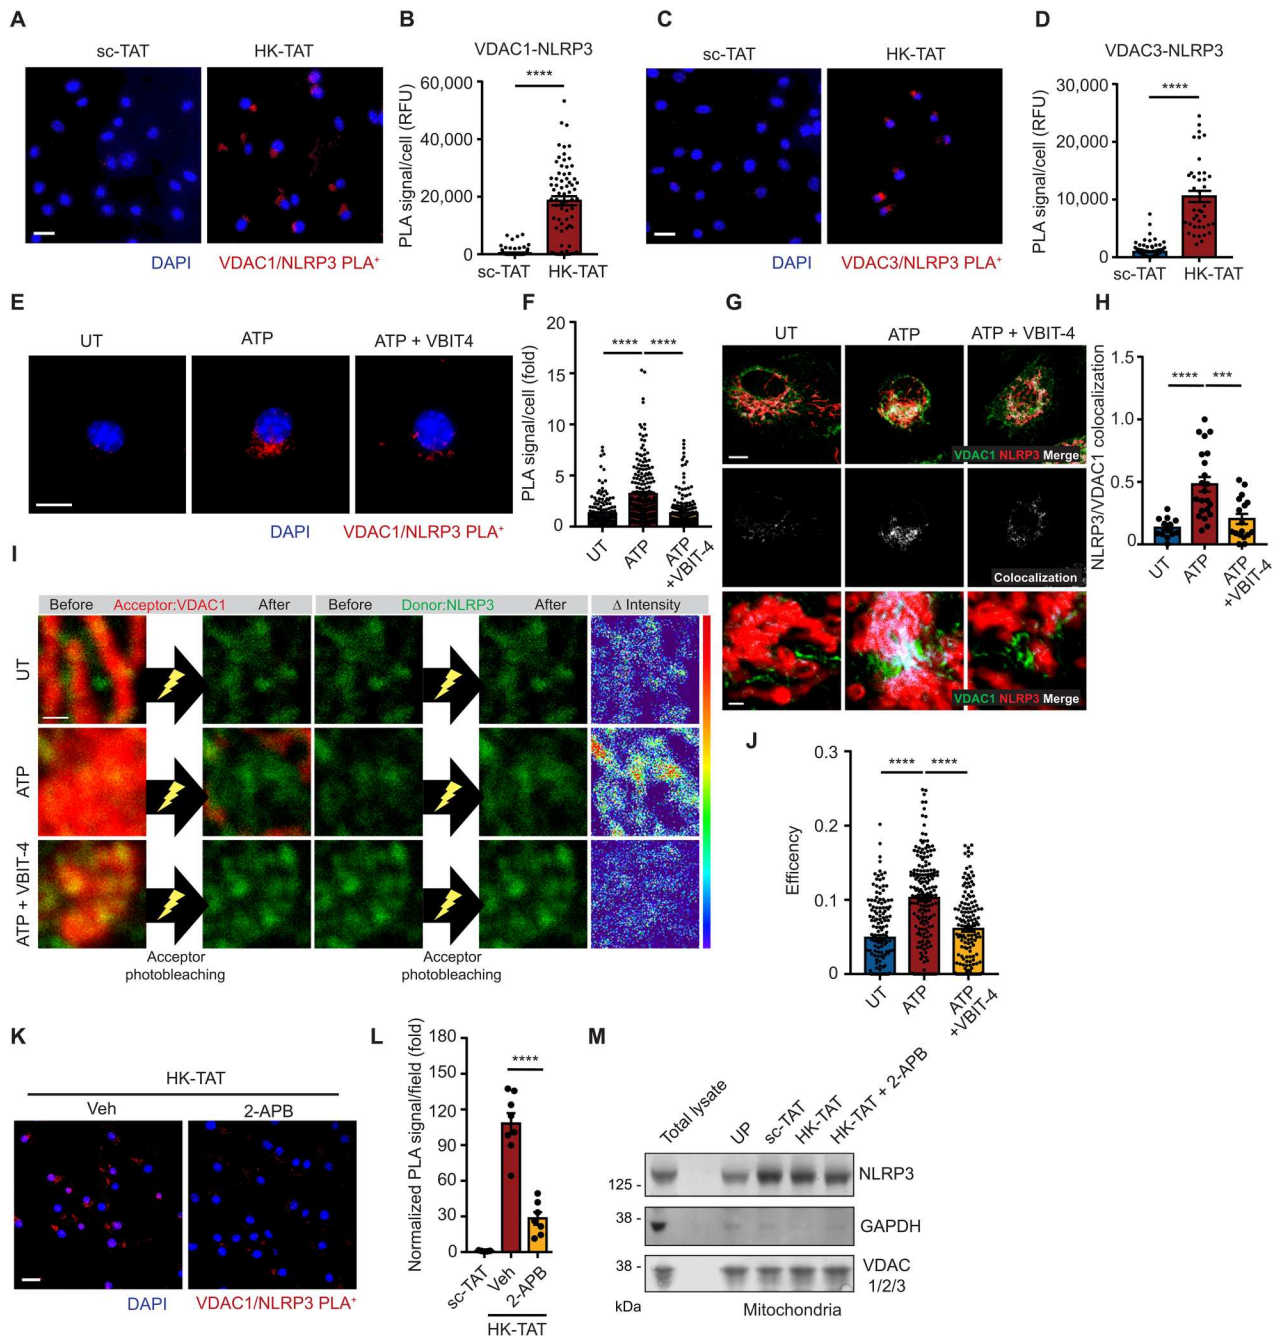 A
sc-TAT
HK-TAT
DAPI
VDAC1/NLRP3 PLA⁺
B
VDAC1-NLRP3
PLA signal/cell (RFU)
60,000
40,000
20,000
0
****
sc-TAT
HK-TAT
C
sc-TAT
HK-TAT
DAPI
VDAC3/NLRP3 PLA⁺
D
VDAC3-NLRP3
PLA signal/cell (RFU)
30,000
20,000
10,000
0
****
sc-TAT
HK-TAT
E
UT
ATP
ATP + VBIT4
DAPI
VDAC1/NLRP3 PLA⁺
F
PLA signal/cell (fold)
20
15
10
5
0
**** ****
UT
ATP
ATP
+VBIT-4
G
UT
ATP
ATP + VBIT-4
VDAC1 NLRP3 Merge
Colocalization
VDAC1 NLRP3 Merge
H
NLRP3/VDAC1 colocalization
1.5
1.0
0.5
0
**** ***
UT
ATP
ATP
+VBIT-4
I
Before Acceptor:VDAC1 After
Before Donor:NLRP3 After
Δ Intensity
UT
ATP
ATP + VBIT-4
Acceptor
photobleaching
Acceptor
photobleaching
J
Efficency
0.3
0.2
0.1
0
**** ****
UT
ATP
ATP
+VBIT-4
K
HK-TAT
Veh
2-APB
DAPI
VDAC1/NLRP3 PLA⁺
L
Normalized PLA signal/field (fold)
180
150
120
90
60
30
0
****
sc-TAT
Veh
2-APB
HK-TAT
M
Total lysate
UP
sc-TAT
HK-TAT
HK-TAT + 2-APB
125 -
NLRP3
38 -
GAPDH
38 -
VDAC
1/2/3
kDa
Mitochondria